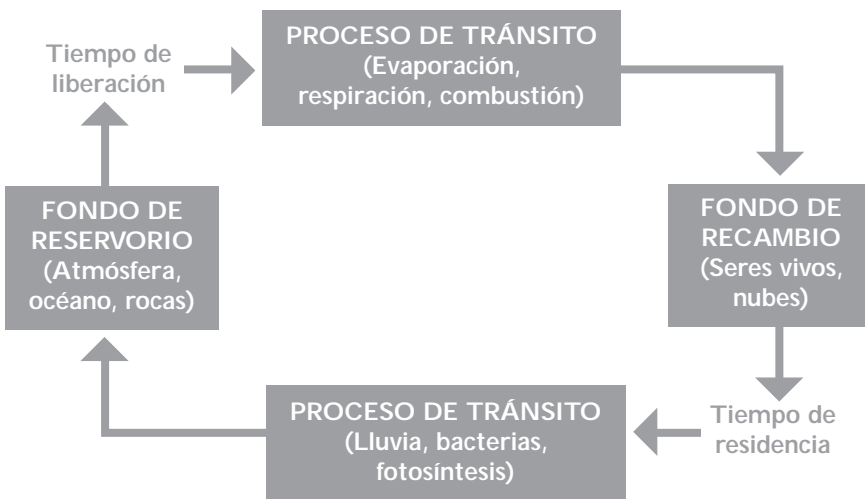 Tiempo de
liberación
PROCESO DE TRÁNSITO
(Evaporación,
respiración, combustión)
FONDO DE
RESERVORIO
(Atmósfera,
océano, rocas)
FONDO DE
RECAMBIO
(Seres vivos,
nubes)
PROCESO DE TRÁNSITO
(Lluvia, bacterias,
fotosíntesis)
Tiempo de
residencia